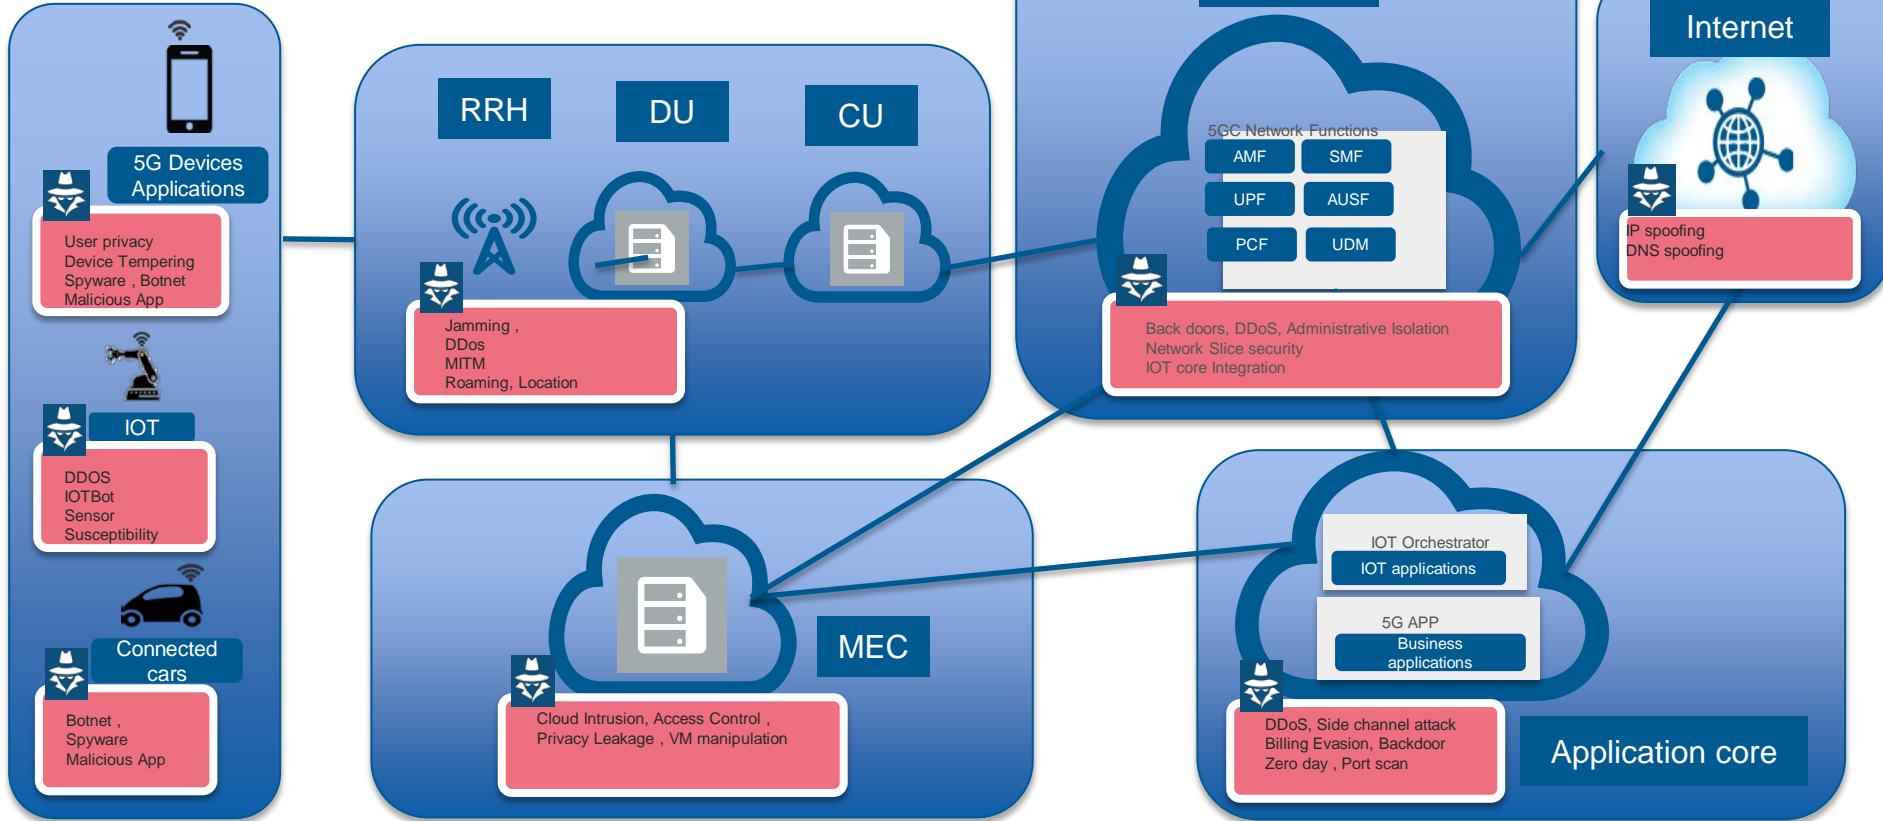 5G Devices
Applications
User privacy
Device Tempering
Spyware , Botnet
Malicious App
IOT
DDOS
IOTBot
Sensor
Susceptibility
Connected
cars
Botnet ,
Spyware
Malicious App
RRH
DU
CU
Jamming ,
DDos
MITM
Roaming, Location
5GC Network Functions
AMF
SMF
UPF
AUSF
PCF
UDM
Back doors, DDoS, Administrative Isolation
Network Slice security
IOT core Integration
Internet
IP spoofing
DNS spoofing
MEC
Cloud Intrusion, Access Control ,
Privacy Leakage , VM manipulation
IOT Orchestrator
IOT applications
5G APP
Business
applications
DDoS, Side channel attack
Billing Evasion, Backdoor
Zero day , Port scan
Application core